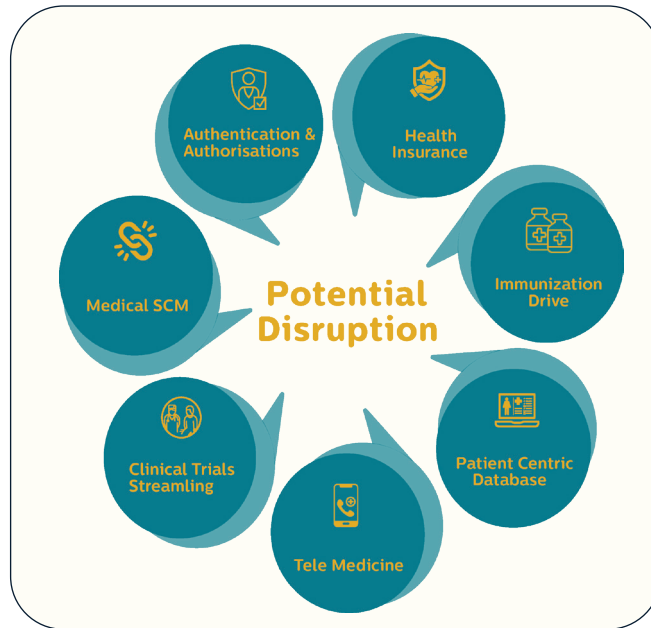 Authentication &
Authorisations
Health
Insurance
Medical SCM
Potential
Disruption
Immunization
Drive
Clinical Trials
Streamling
Patient Centric
Database
Tele Medicine